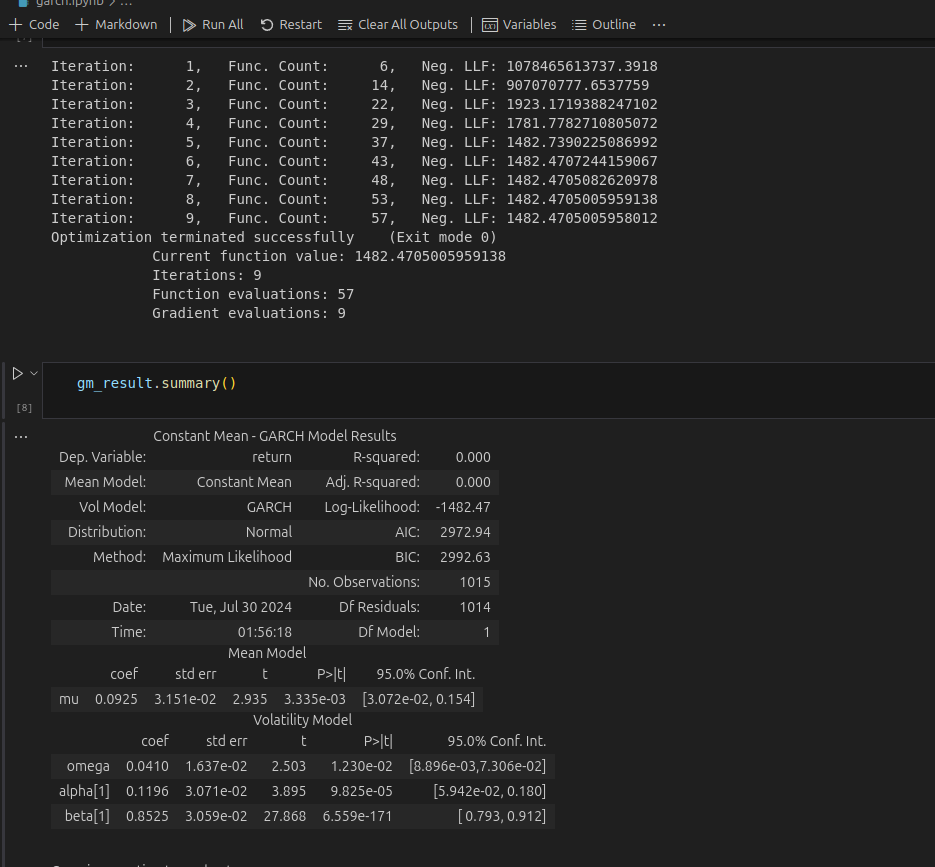 garch.ipynb > ...
+ Code + Markdown | Run All Restart Clear All Outputs | Variables Outline ...
... Iteration: 1, Func. Count: 6, Neg. LLF: 1078465613737.3918
Iteration: 2, Func. Count: 14, Neg. LLF: 907070777.6537759
Iteration: 3, Func. Count: 22, Neg. LLF: 1923.1719388247102
Iteration: 4, Func. Count: 29, Neg. LLF: 1781.7782710805072
Iteration: 5, Func. Count: 37, Neg. LLF: 1482.7390225086992
Iteration: 6, Func. Count: 43, Neg. LLF: 1482.4707244159067
Iteration: 7, Func. Count: 48, Neg. LLF: 1482.4705082620978
Iteration: 8, Func. Count: 53, Neg. LLF: 1482.4705005959138
Iteration: 9, Func. Count: 57, Neg. LLF: 1482.4705005958012
Optimization terminated successfully (Exit mode 0)
Current function value: 1482.4705005959138
Iterations: 9
Function evaluations: 57
Gradient evaluations: 9
gm_result.summary()
[8]
... Constant Mean - GARCH Model Results
Dep. Variable: return R-squared: 0.000
Mean Model: Constant Mean Adj. R-squared: 0.000
Vol Model: GARCH Log-Likelihood: -1482.47
Distribution: Normal AIC: 2972.94
Method: Maximum Likelihood BIC: 2992.63
No. Observations: 1015
Date: Tue, Jul 30 2024 Df Residuals: 1014
Time: 01:56:18 Df Model: 1
Mean Model
coef std err t P>|t| 95.0% Conf. Int.
mu 0.0925 3.151e-02 2.935 3.335e-03 [3.072e-02, 0.154]
Volatility Model
coef std err t P>|t| 95.0% Conf. Int.
omega 0.0410 1.637e-02 2.503 1.230e-02 [8.896e-03,7.306e-02]
alpha[1] 0.1196 3.071e-02 3.895 9.825e-05 [5.942e-02, 0.180]
beta[1] 0.8525 3.059e-02 27.868 6.559e-171 [ 0.793, 0.912]